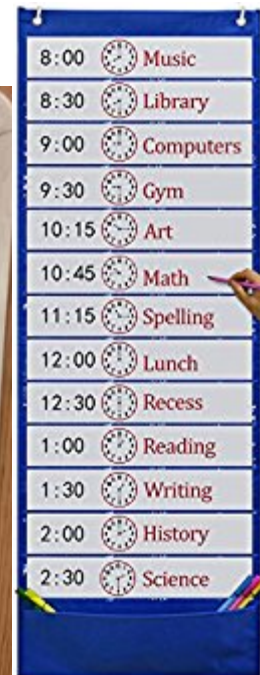 8:00 Music
8:30 Library
9:00 Computers
9:30 Gym
10:15 Art
10:45 Math
11:15 Spelling
12:00 Lunch
12:30 Recess
1:00 Reading
1:30 Writing
2:00 History
2:30 Science